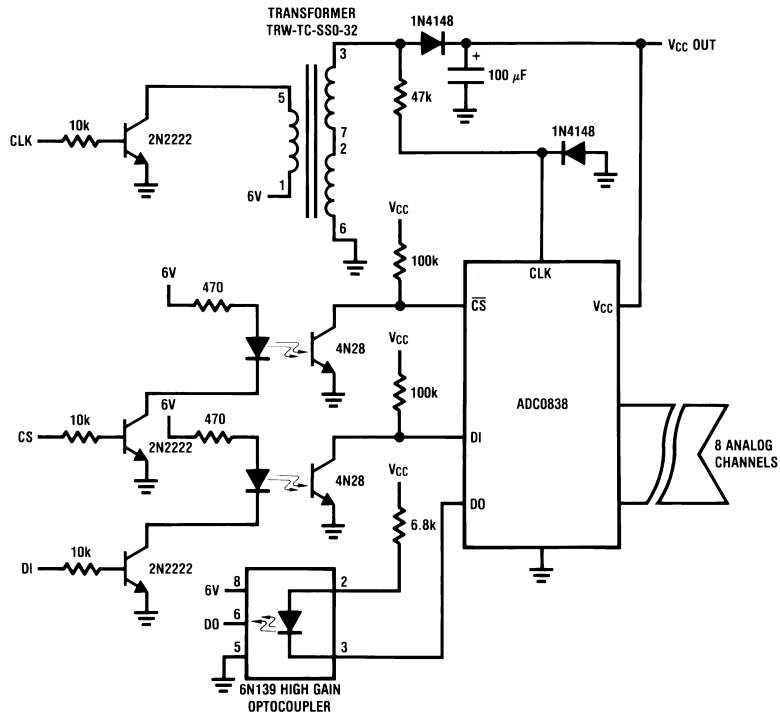 TRANSFORMER
TRW-TC-SSO-32
1N4148
3
VCC OUT
+
100 μF
47k
5
10k
CLK
2N2222
7
2
1N4148
1
6V
6
VCC
100k
CLK
6V
470
CS
VCC
4N28
VCC
100k
ADC0838
10k
6V
470
CS
2N2222
DI
8 ANALOG
CHANNELS
4N28
VCC
DO
6.8k
10k
DI
2N2222
8
2
6V
6
DO
5
3
6N139 HIGH GAIN
OPTOCOUPLER